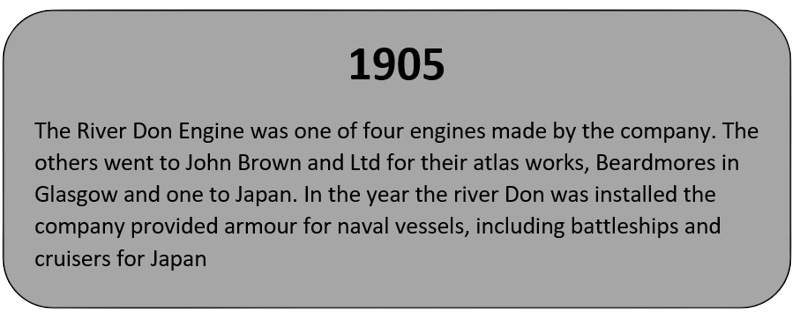 1905
The River Don Engine was one of four engines made by the company. The
others went to John Brown and Ltd for their atlas works, Beardmores in
Glasgow and one to Japan. In the year the river Don was installed the
company provided armour for naval vessels, including battleships and
cruisers for Japan